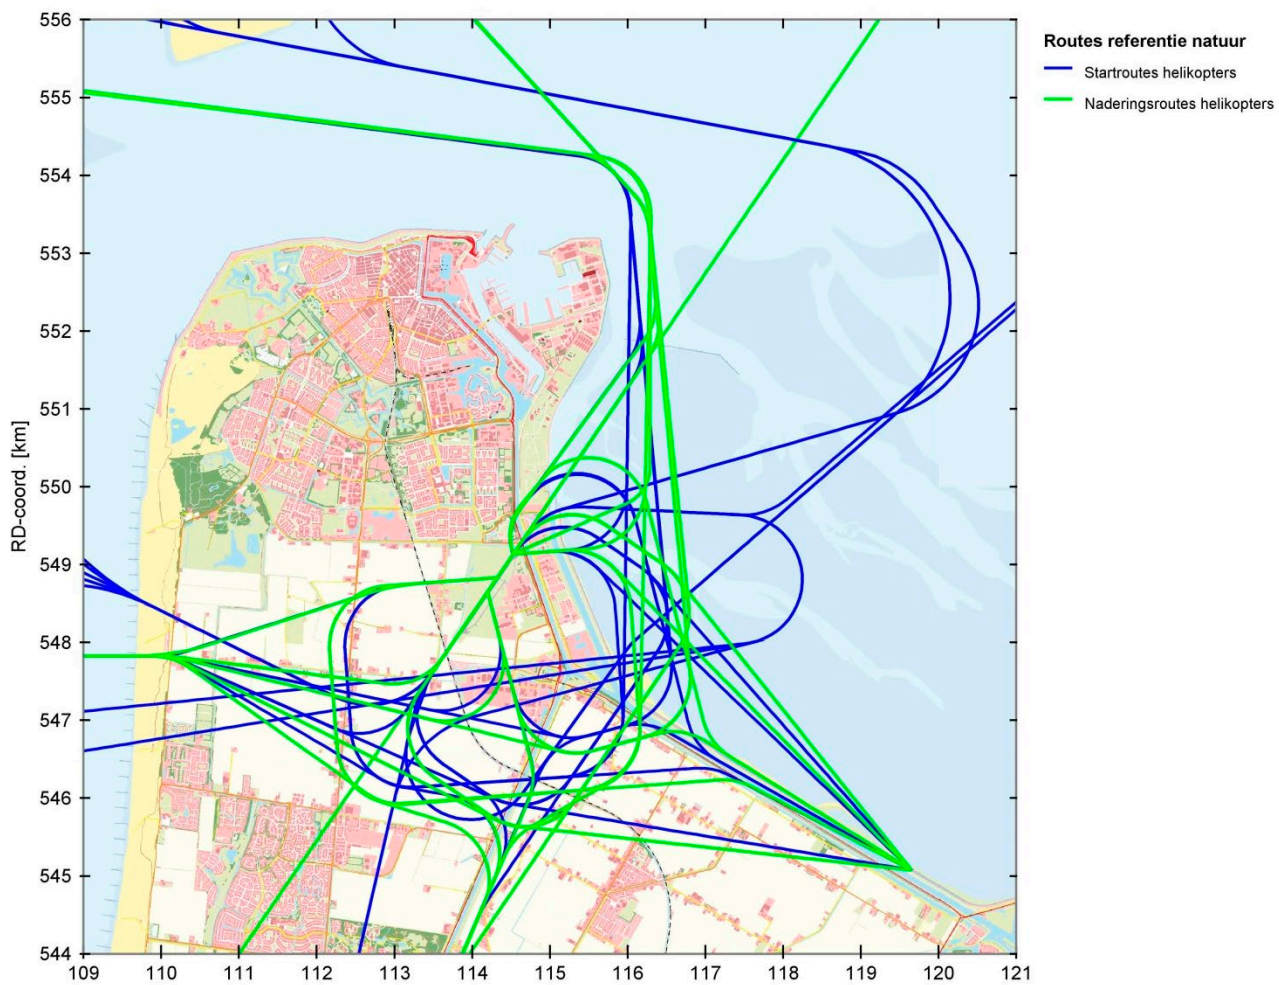 Routes referentie natuur
Startroutes helikopters
Naderingsroutes helikopters
RD-coord. [km]
556
555
554
553
552
551
550
549
548
547
546
545
544
109 110 111 112 113 114 115 116 117 118 119 120 121